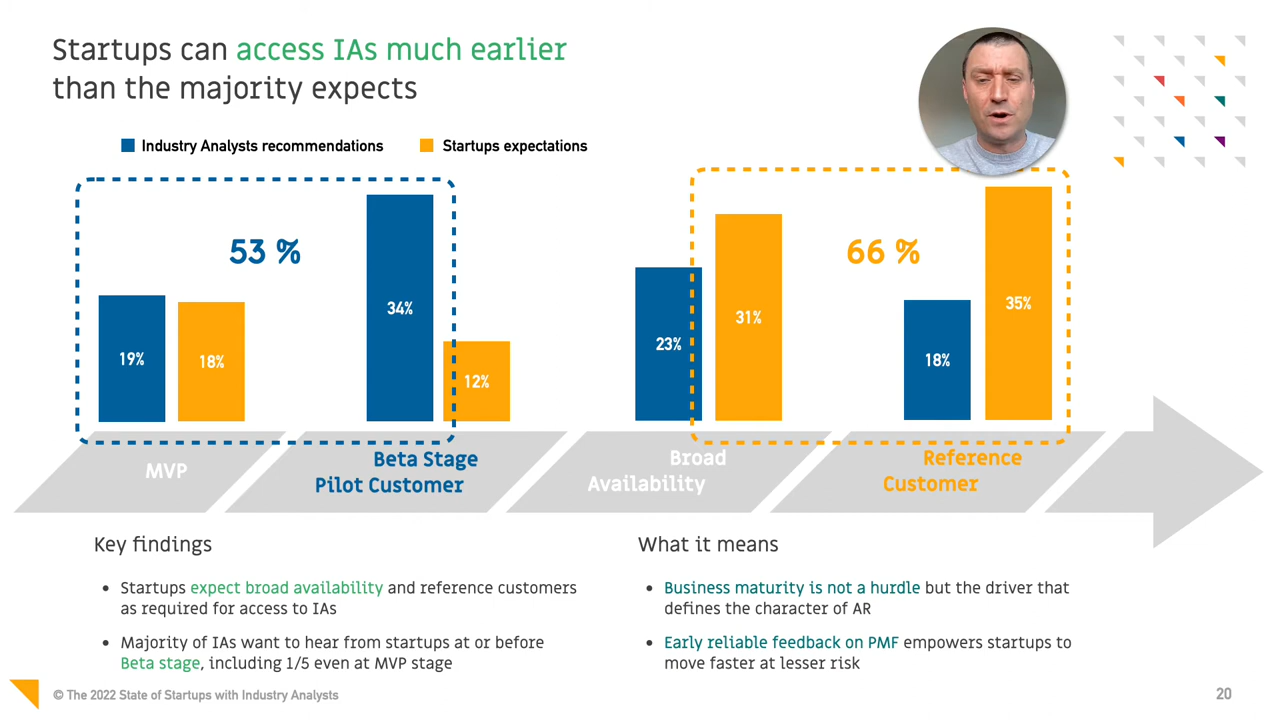 Startups can access IAs much earlier
than the majority expects
Industry Analysts recommendations
Startups expectations
53 %
66 %
19%
18%
34%
12%
23%
31%
18%
35%
MVP
Beta Stage
Pilot Customer
Broad
Availability
Reference
Customer
Key findings
• Startups expect broad availability and reference customers
as required for access to IAs
• Majority of IAs want to hear from startups at or before
Beta stage, including 1/5 even at MVP stage
What it means
• Business maturity is not a hurdle but the driver that
defines the character of AR
• Early reliable feedback on PMF empowers startups to
move faster at lesser risk
© The 2022 State of Startups with Industry Analysts
20